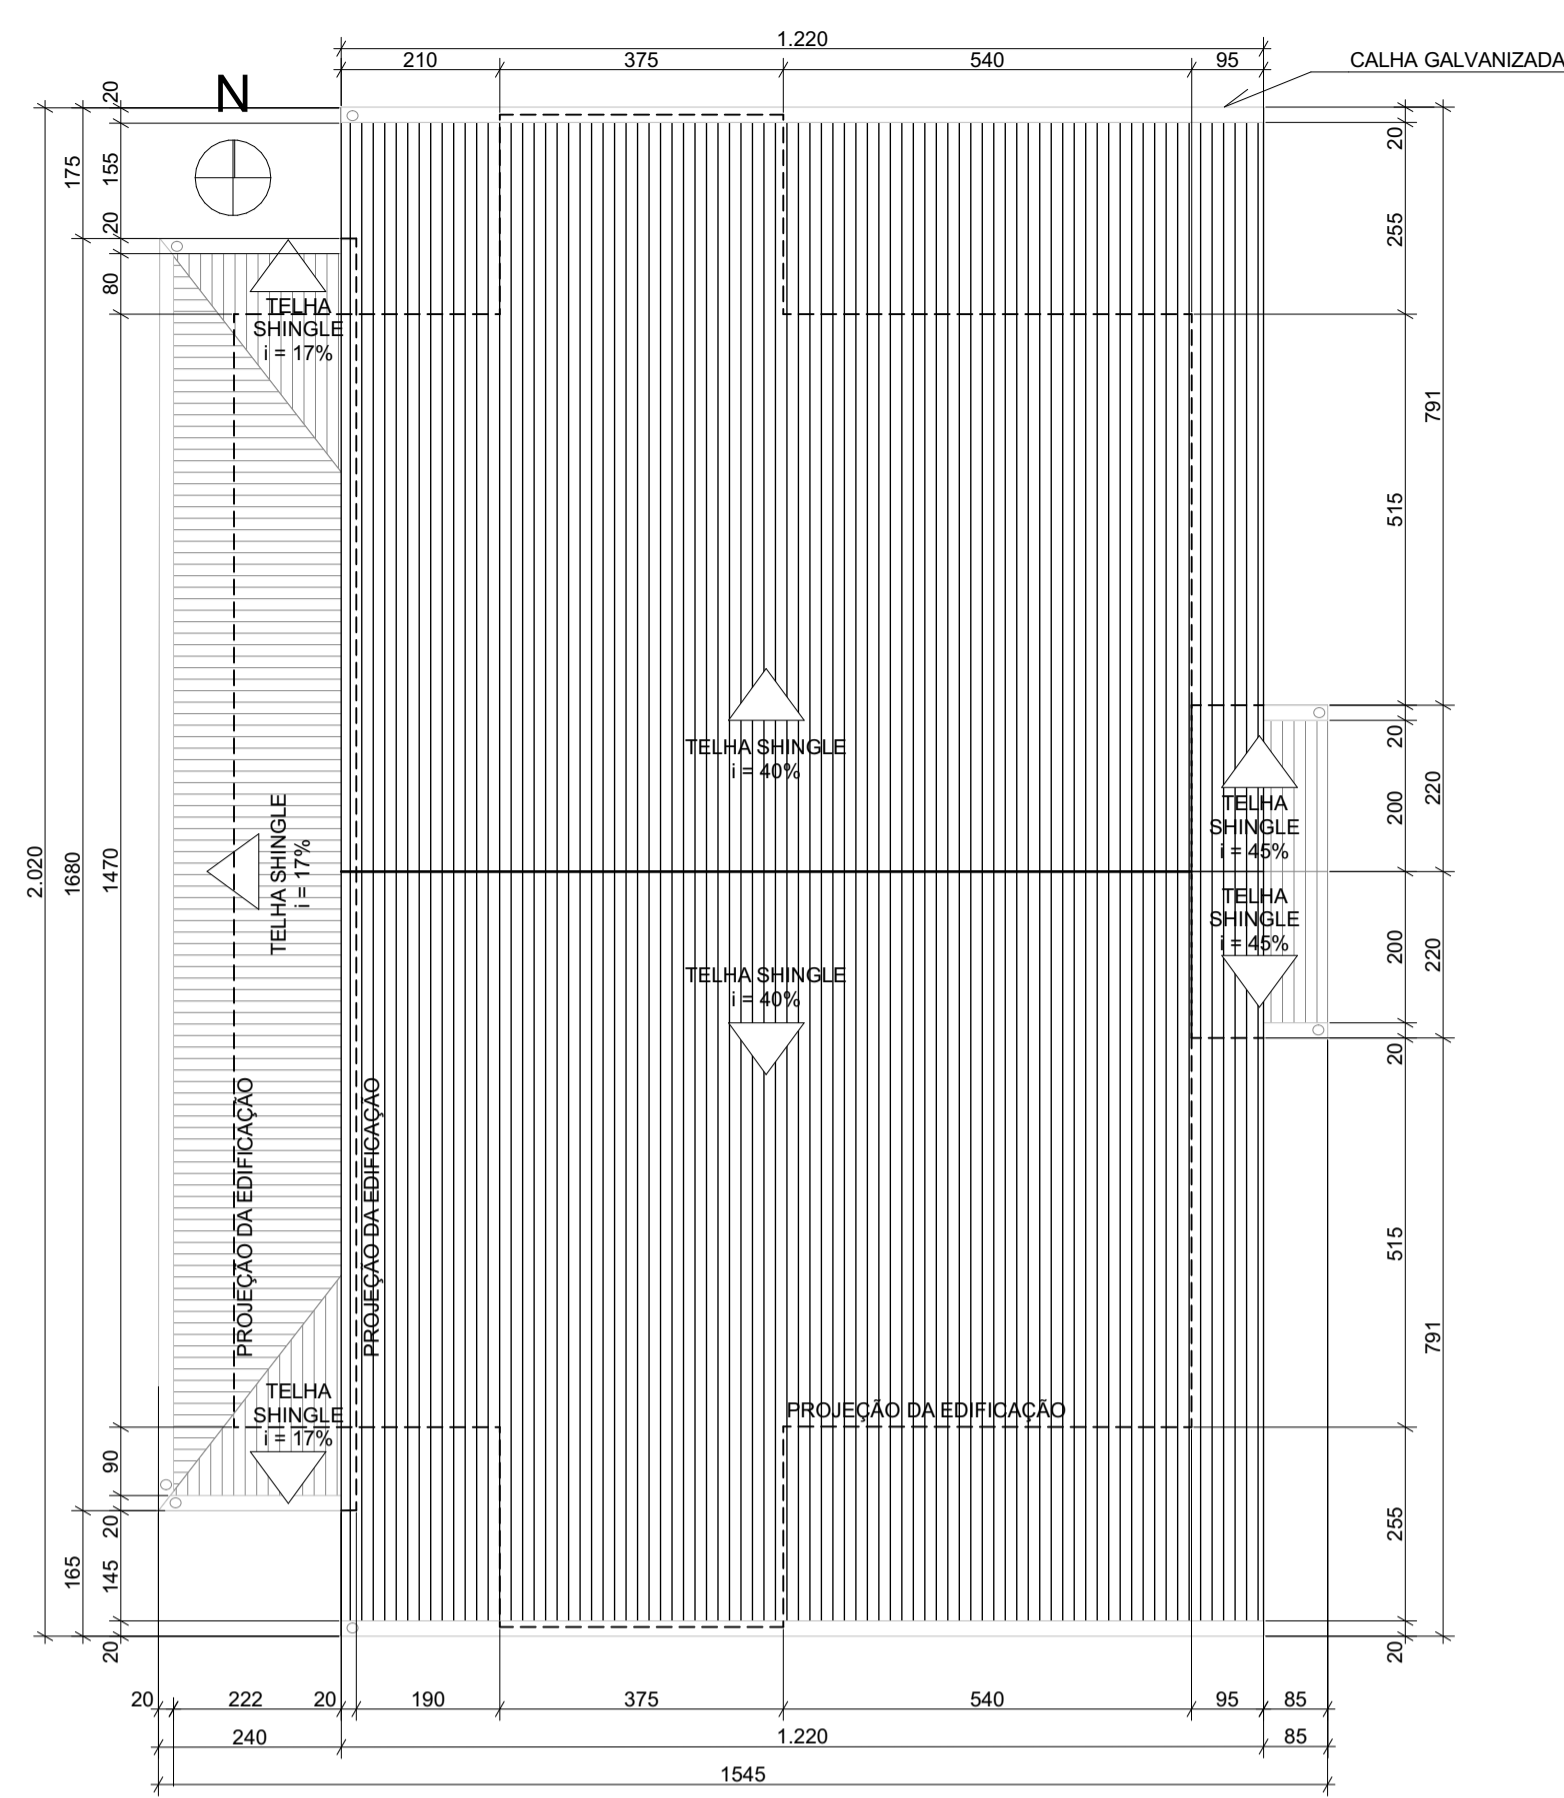 1.220
210
375
540
95
CALHA GALVANIZADA
N
20
155
20
80
175
20
255
791
515
TELHA
SHINGLE
i = 17%
TELHA SHINGLE
i = 40%
20
200
220
TELHA
SHINGLE
i = 45%
TELHA SHINGLE
i = 17%
2.020
1680
1470
TELHA
SHINGLE
i = 45%
200
220
20
TELHA SHINGLE
i = 40%
PROJEÇÃO DA EDIFICAÇÃO
PROJEÇÃO DA EDIFICAÇÃO
515
791
TELHA
SHINGLE
i = 17%
PROJEÇÃO DA EDIFICAÇÃO
90
20
145
165
20
255
20
20
222
20
190
375
540
95
85
240
1.220
85
1545